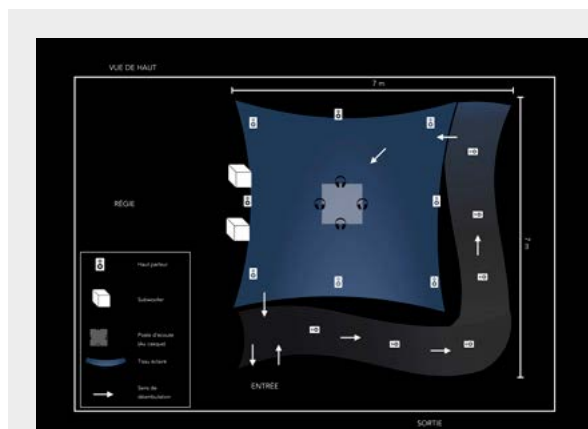 VUE DE HAUT
7 m
7 m
RÉGIE
Haut parleur
Subwoofer
Poste d'écoute
(Au casque)
Tissu éclairé
Sens de
déambulation
ENTRÉE
SORTIE